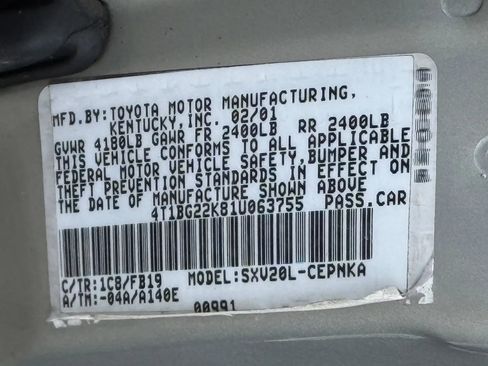 MFD.BY:TOYOTA MOTOR MANUFACTURING,
KENTUCKY,INC. 02/01
GVWR 4180LB GAWR FR 2400LB RR 2400LB
THIS VEHICLE CONFORMS TO ALL APPLICABLE
FEDERAL MOTOR VEHICLE SAFETY,BUMPER AND
THEFT PREVENTION STANDARDS IN EFFECT ON
THE DATE OF MANUFACTURE SHOWN ABOVE
4T1BG22K81U063755 PASS.CAR
C/TR:1C8/FB19 MODEL:SXV20L-CEPNKA
A/TM:-04A/A140E
00991